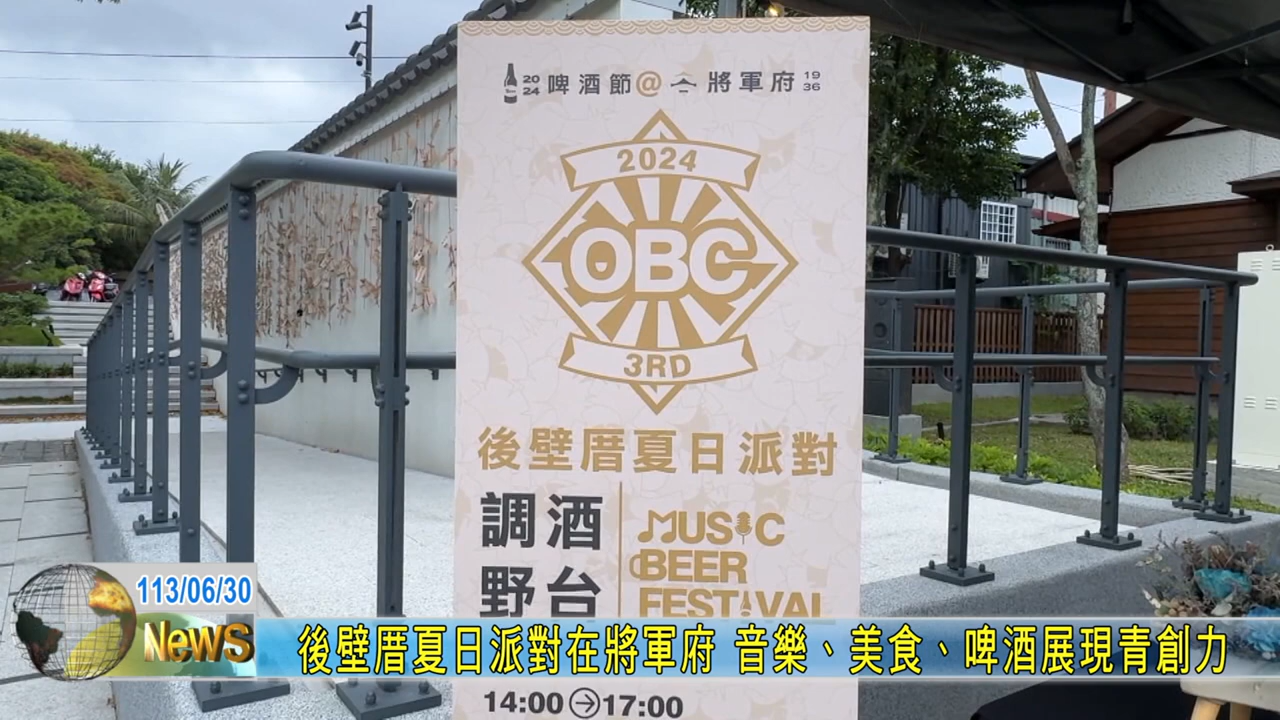 2024 啤酒節@將軍府 1936
2024
OBC
3RD
後壁厝夏日派對
調酒
野台
MUSIC
BEER
FESTIVAL
113/06/30
News
後壁厝夏日派對在將軍府 音樂、美食、啤酒展現青創力
14:00→17:00